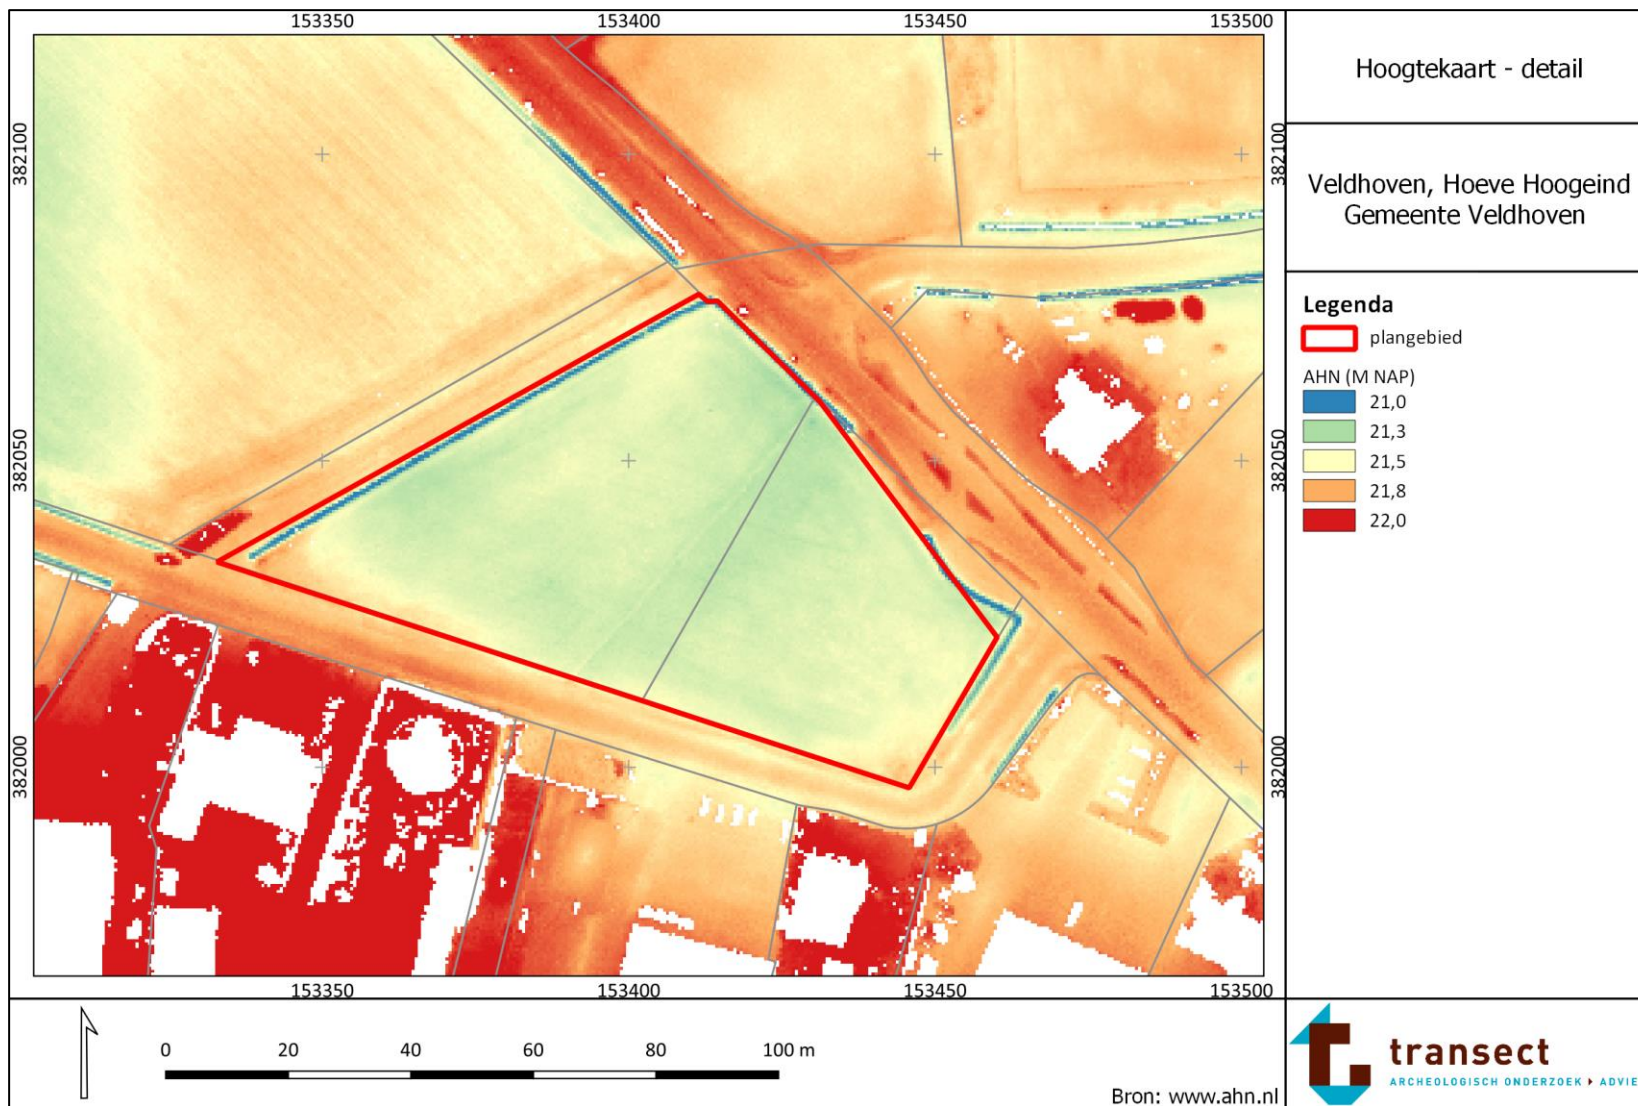 153350 153400 153450 153500
382100 382100
382050 382050
382000 382000
153350 153400 153450 153500
Hoogtekaart - detail
Veldhoven, Hoeve Hoogeind
Gemeente Veldhoven
Legenda
plangebied
AHN (M NAP)
21,0
21,3
21,5
21,8
22,0
0 20 40 60 80 100 m
Bron: www.ahn.nl
transect
ARCHEOLOGISCH ONDERZOEK ADVIE